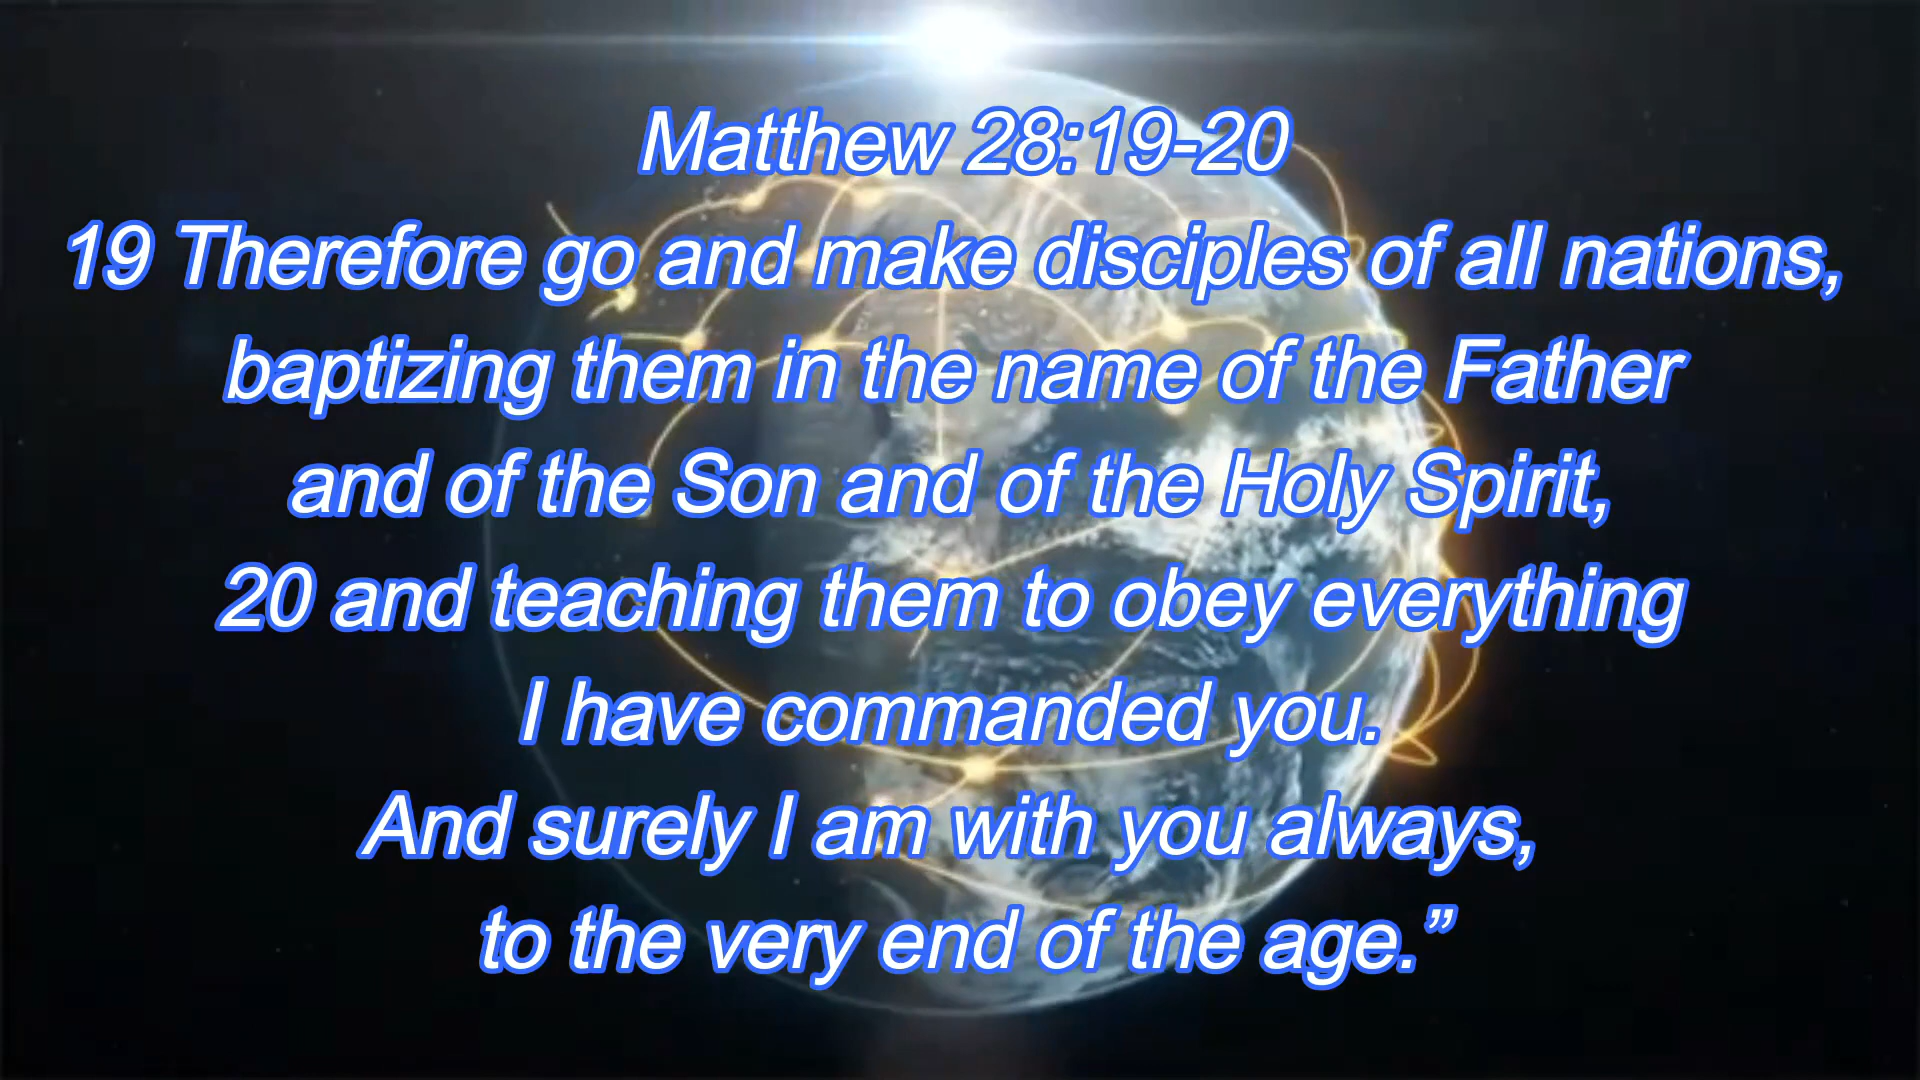 Matthew 28:19-20
19 Therefore go and make disciples of all nations,
baptizing them in the name of the Father
and of the Son and of the Holy Spirit,
20 and teaching them to obey everything
I have commanded you.
And surely I am with you always,
to the very end of the age.”